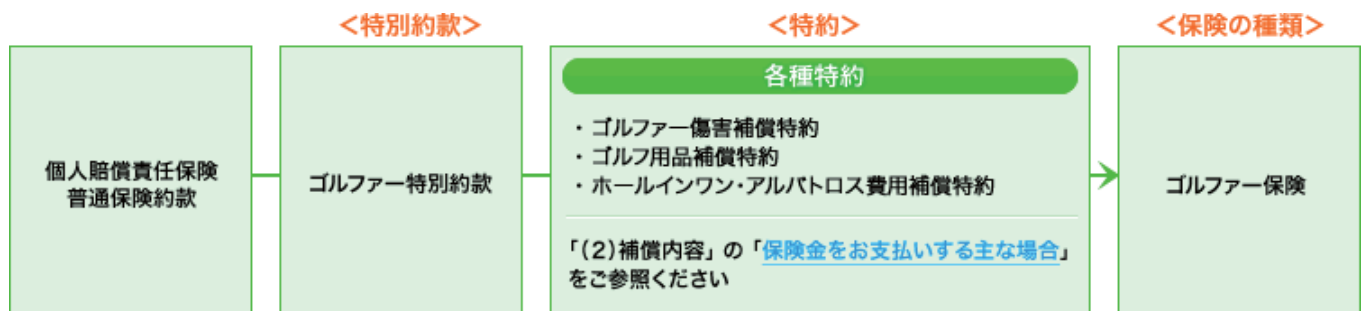 ＜特別約款＞
＜特約＞
＜保険の種類＞
個人賠償責任保険
普通保険約款
ゴルファー特別約款
各種特約
・ゴルファー傷害補償特約
・ゴルフ用品補償特約
・ホールインワン・アルバトロス費用補償特約
「(2)補償内容」の「保険金をお支払いする主な場合」
をご参照ください
ゴルファー保険